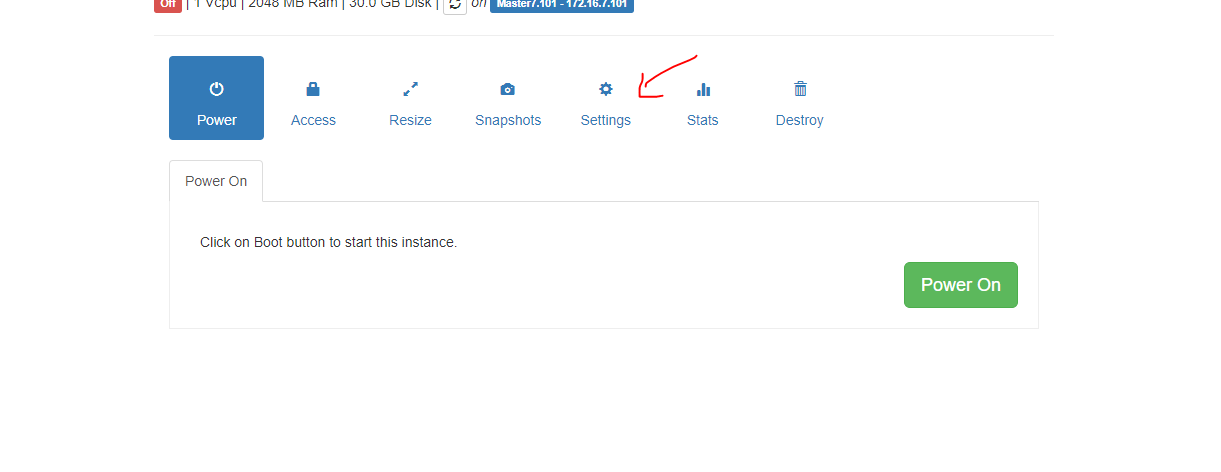 Off | 1 Vcpu | 2048 MB Ram | 30.0 GB Disk | on Master7.101 - 172.16.7.101
Power Access Resize Snapshots Settings Stats Destroy
Power On
Click on Boot button to start this instance.
Power On